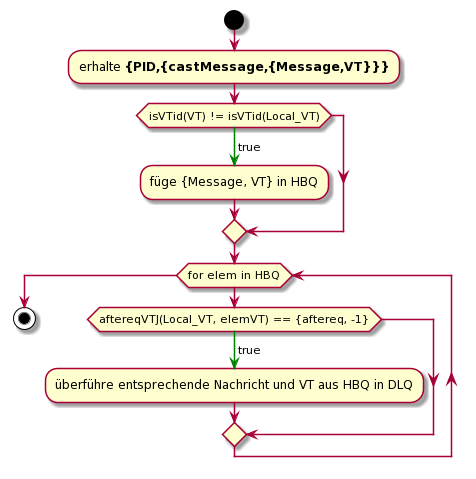 erhalte {PID,{castMessage,{Message,VT}}}
isVTid(VT) != isVTid(Local_VT)
true
füge {Message, VT} in HBQ
for elem in HBQ
aftereqVTJ(Local_VT, elemVT) == {aftereq, -1}
true
überführe entsprechende Nachricht und VT aus HBQ in DLQ